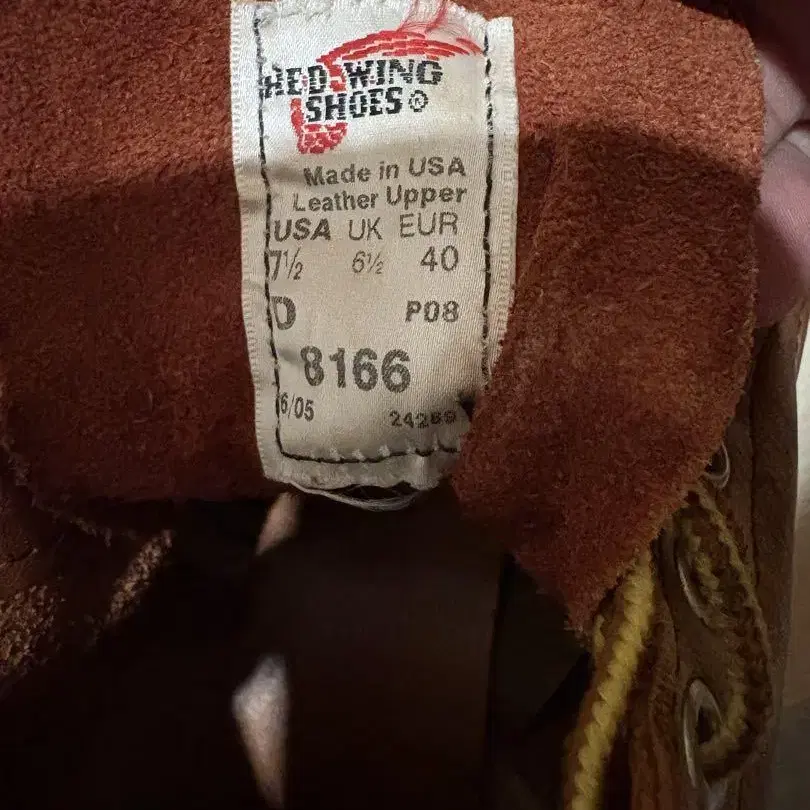 RED WING
SHOES®
Made in USA
Leather Upper
USA UK EUR
7½ 6½ 40
D P08
8166
6/05